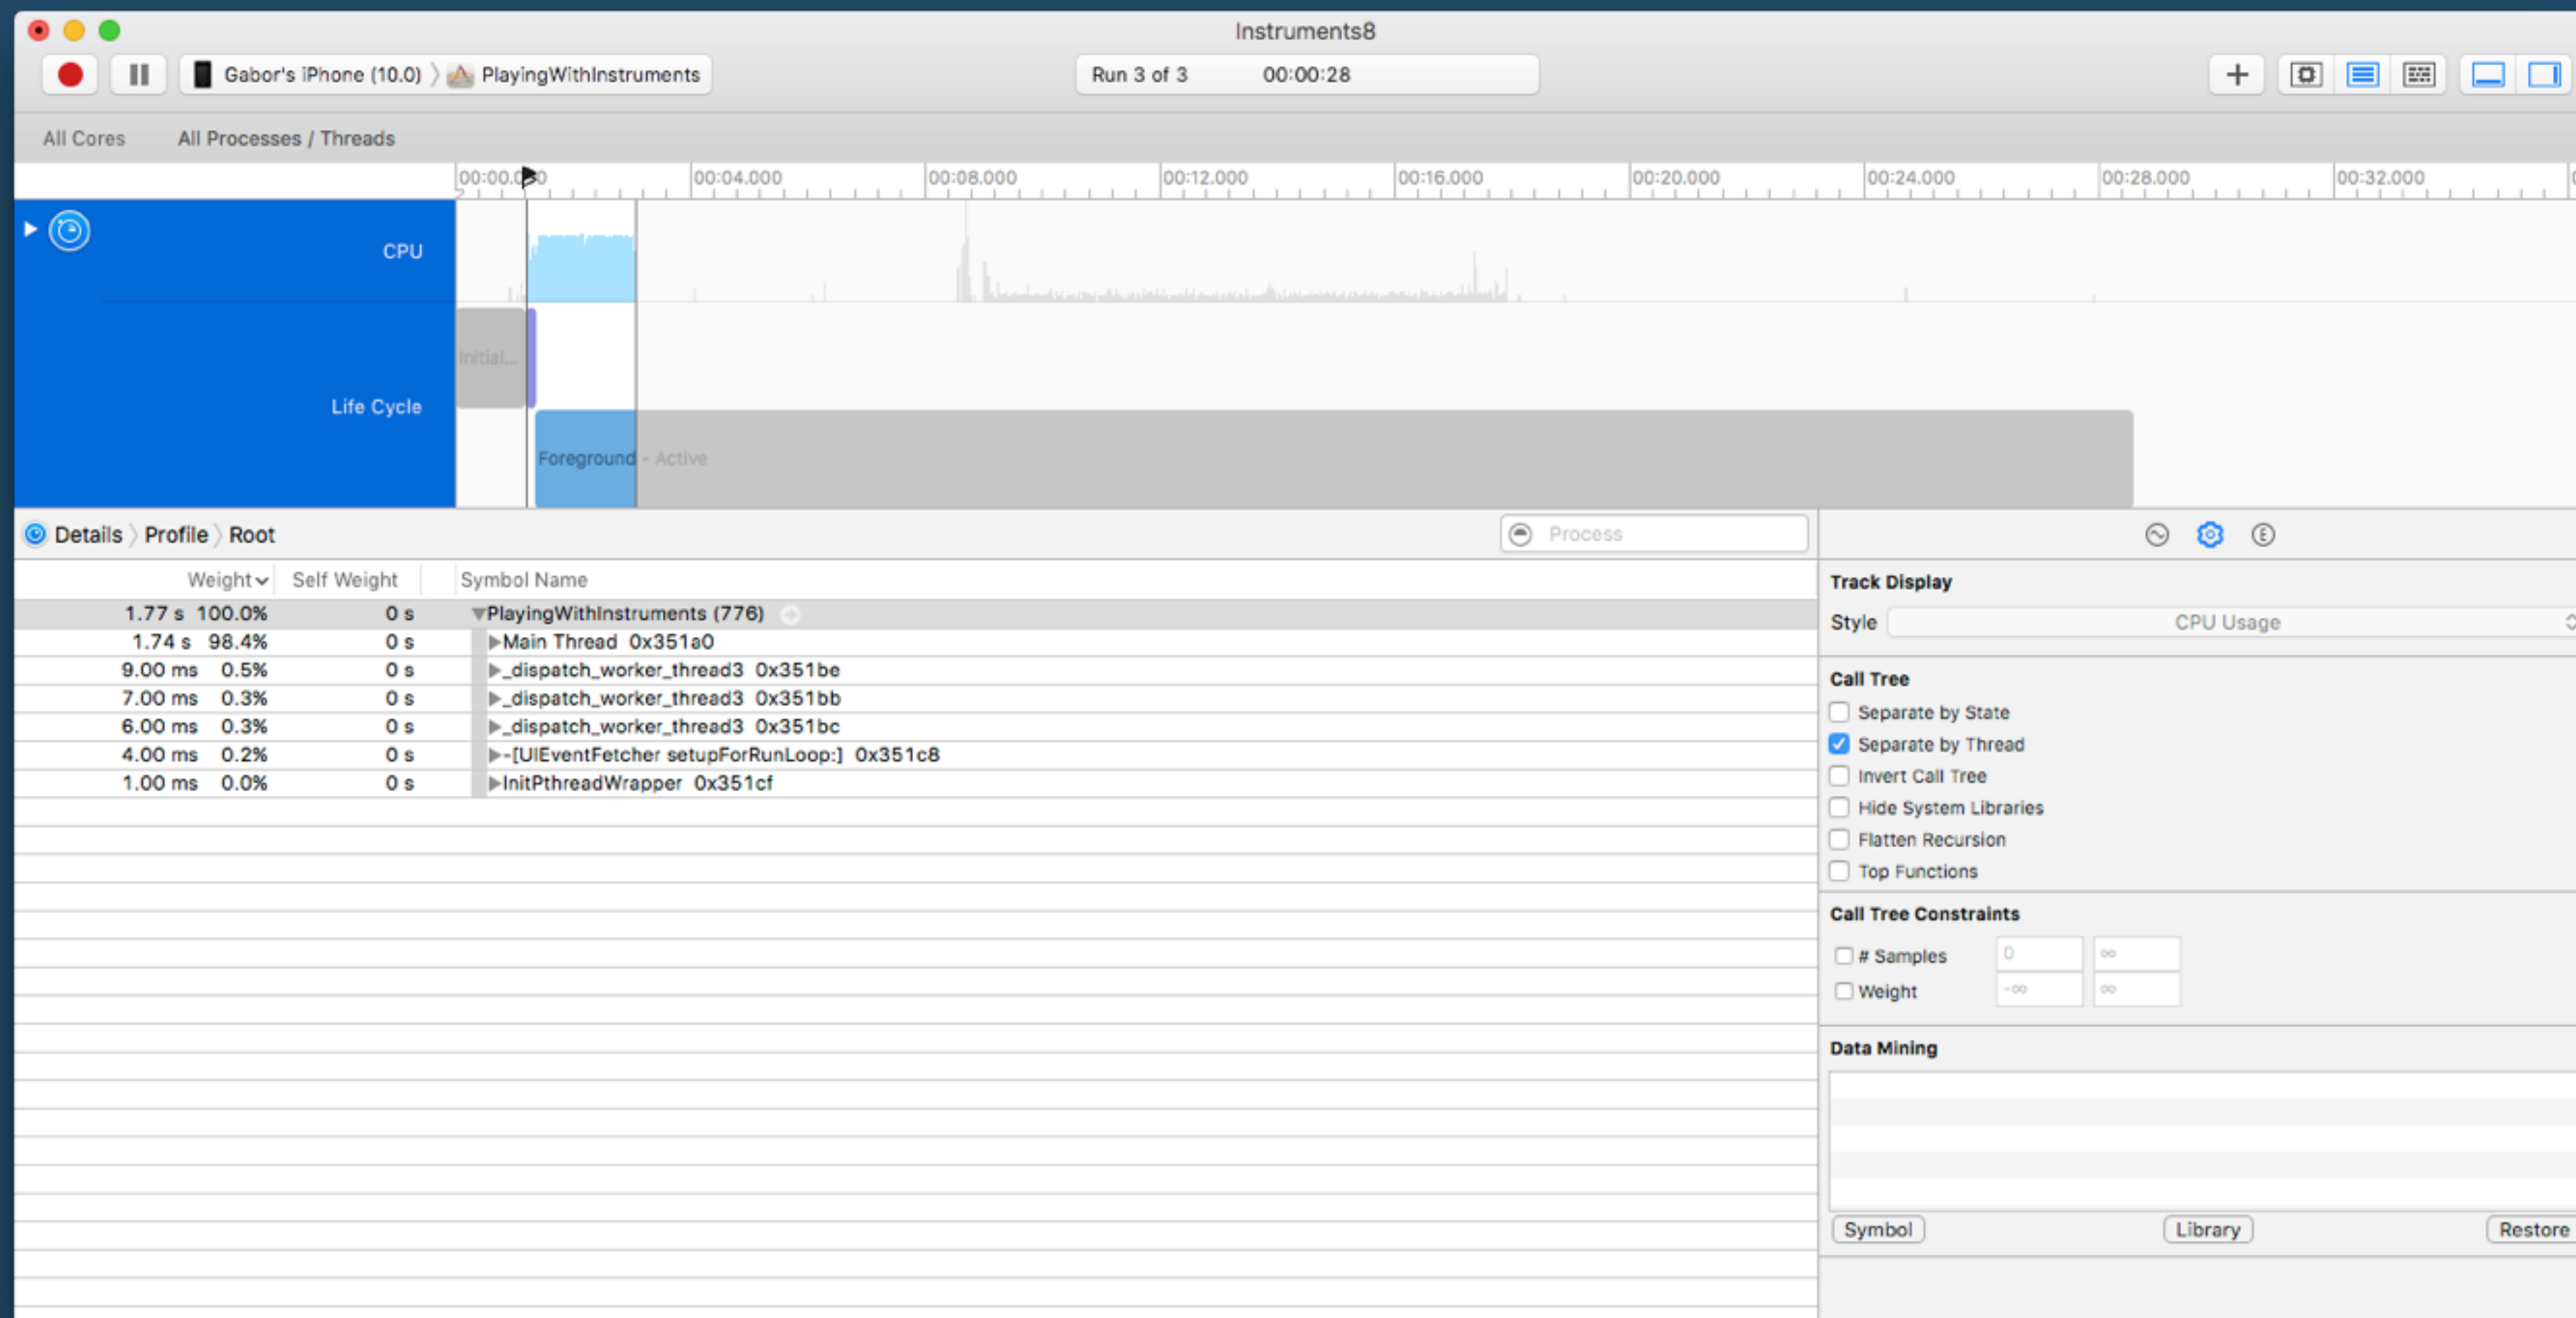 Instruments8
Gabor's iPhone (10.0) PlayingWithInstruments Run 3 of 3 00:00:28
All Cores All Processes / Threads
00:04.000 00:08.000 00:12.000 00:16.000 00:20.000 00:24.000 00:28.000 00:32.000
CPU
Initial...
Life Cycle
Foreground - Active
Details Profile Root Process
Weight Self Weight Symbol Name
1.77 s 100.0% 0 s PlayingWithInstruments (776)
1.74 s 98.4% 0 s Main Thread 0x351a0
9.00 ms 0.5% 0 s _dispatch_worker_thread3 0x351be
7.00 ms 0.3% 0 s _dispatch_worker_thread3 0x351bb
6.00 ms 0.3% 0 s _dispatch_worker_thread3 0x351bc
4.00 ms 0.2% 0 s -[UIEventFetcher setupForRunLoop:] 0x351c8
1.00 ms 0.0% 0 s InitPthreadWrapper 0x351cf
Track Display
Style CPU Usage
Call Tree
Separate by State
Separate by Thread
Invert Call Tree
Hide System Libraries
Flatten Recursion
Top Functions
Call Tree Constraints
# Samples 0 ∞
Weight -∞ ∞
Data Mining
Symbol Library Restore